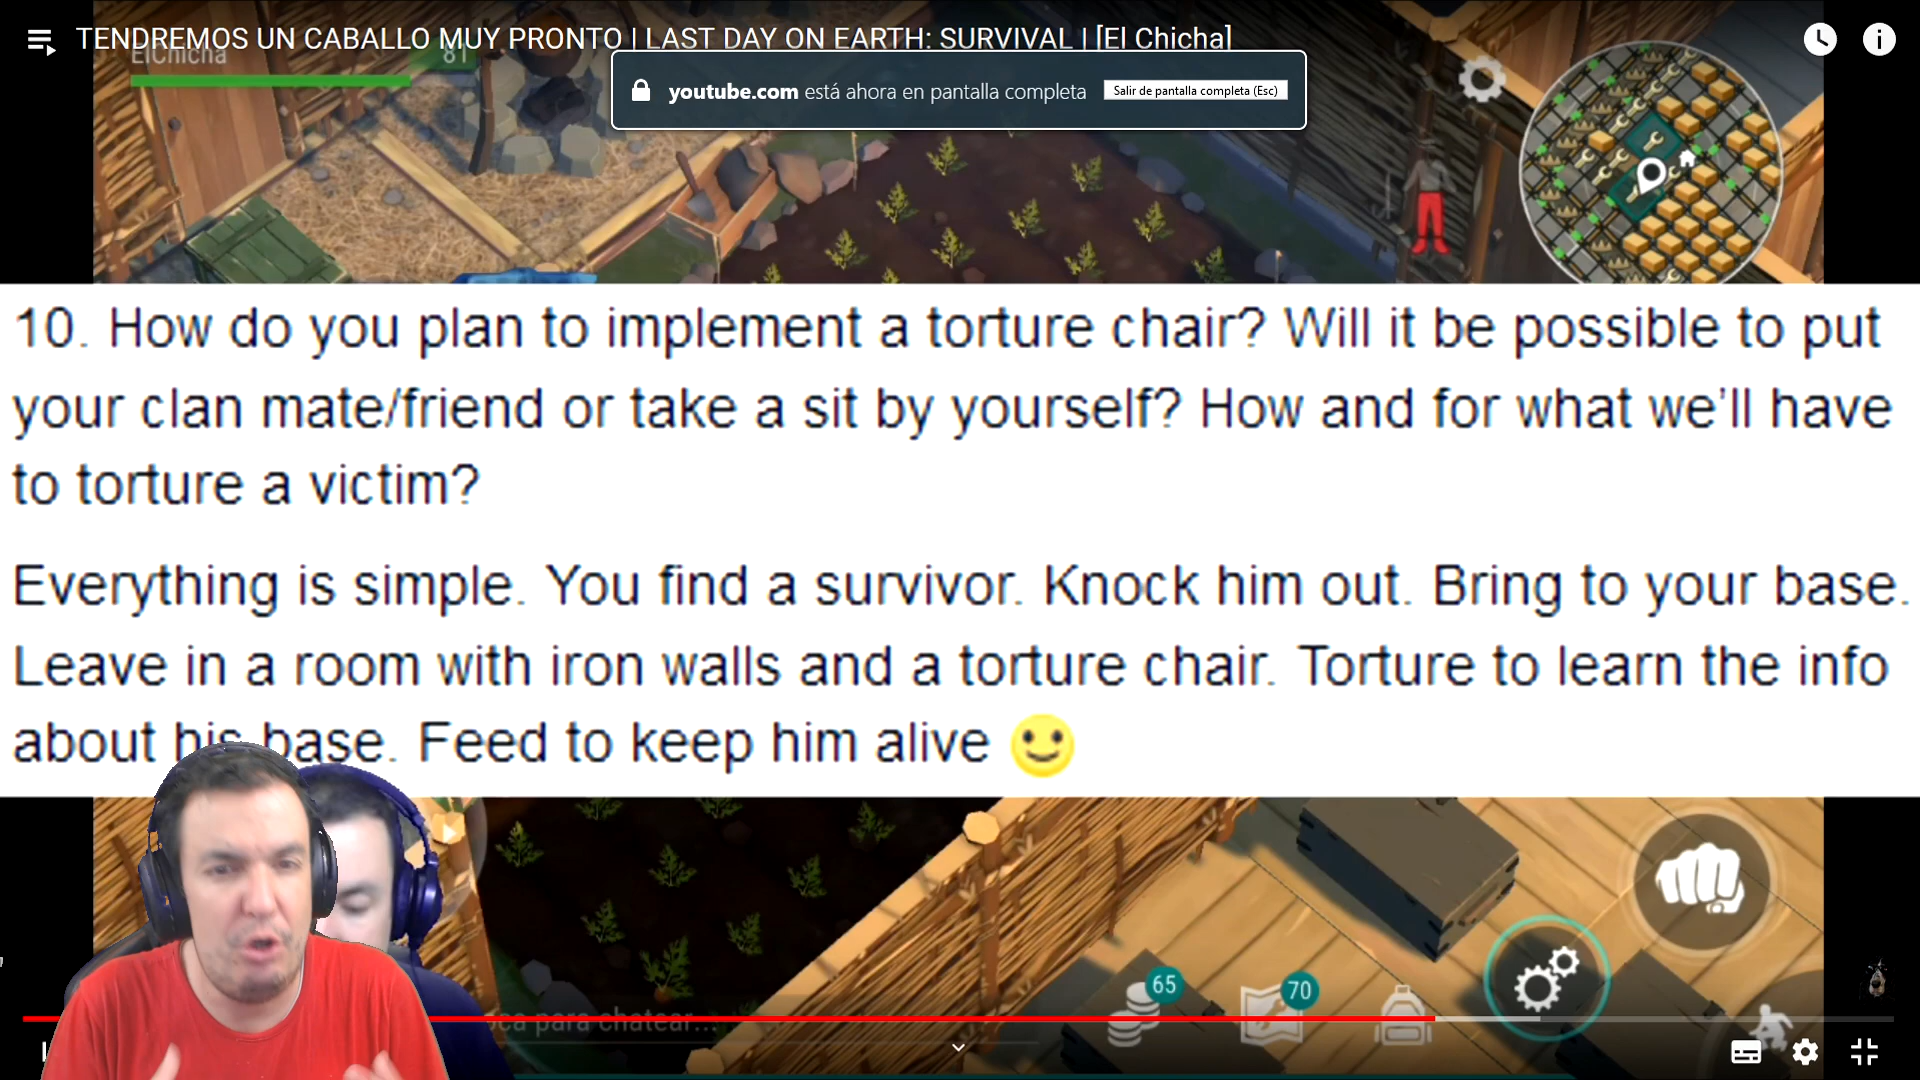 TENDREMOS UN CABALLO MUY PRONTO | LAST DAY ON EARTH: SURVIVAL | [El Chicha]
ElChicha
81
youtube.com está ahora en pantalla completa
Salir de pantalla completa (Esc)
10. How do you plan to implement a torture chair? Will it be possible to put
your clan mate/friend or take a sit by yourself? How and for what we'll have
to torture a victim?
Everything is simple. You find a survivor. Knock him out. Bring to your base.
Leave in a room with iron walls and a torture chair. Torture to learn the info
about his base. Feed to keep him alive 🙂
65
70
para chatear...